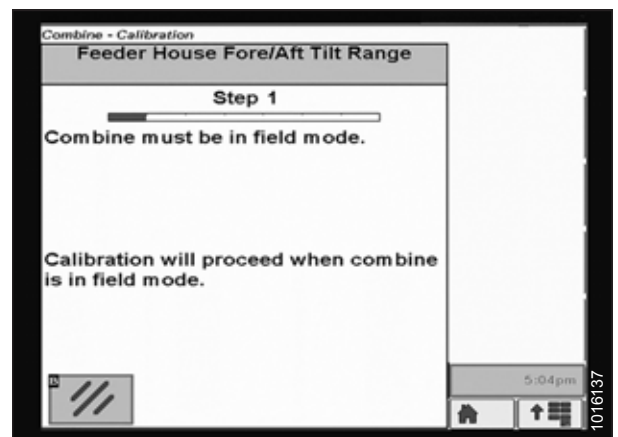 Combine - Calibration
Feeder House Fore/Aft Tilt Range
Step 1
Combine must be in field mode.
Calibration will proceed when combine
is in field mode.
5:04pm
1016137